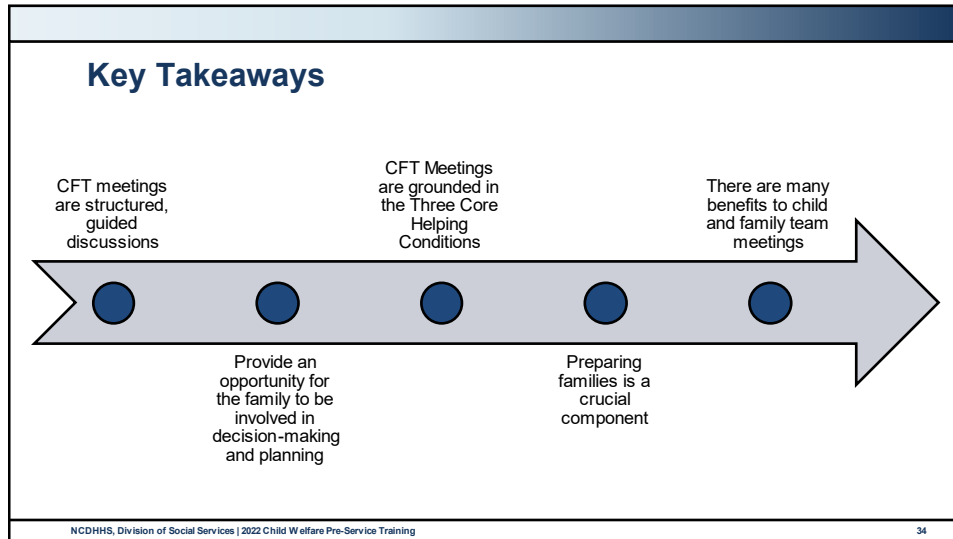 Key Takeaways
CFT meetings
are structured,
guided
discussions
Provide an
opportunity for
the family to be
involved in
decision-making
and planning
CFT Meetings
are grounded in
the Three Core
Helping
Conditions
Preparing
families is a
crucial
component
There are many
benefits to child
and family team
meetings
NCDHHS, Division of Social Services | 2022 Child Welfare Pre-Service Training
34